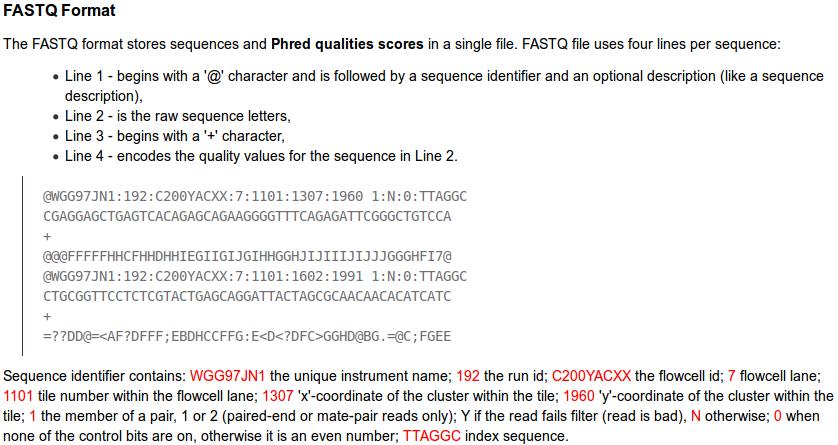 FASTQ Format
The FASTQ format stores sequences and Phred qualities scores in a single file. FASTQ file uses four lines per sequence:
• Line 1 - begins with a '@' character and is followed by a sequence identifier and an optional description (like a sequence
description),
• Line 2 - is the raw sequence letters,
• Line 3 - begins with a '+' character,
• Line 4 - encodes the quality values for the sequence in Line 2.
@WGG97JN1:192:C200YACXX:7:1101:1307:1960 1:N:0:TTAGGC
CGAGGAGCTGAGTCACAGAGCAGAAGGGGTTTCAGAGATTCGGGCTGTCCA
+
@@@FFFFFHHCFHHDHHIEGIIGIJGIHHGGHJIJIIIJIJJJGGGHFI7@
@WGG97JN1:192:C200YACXX:7:1101:1602:1991 1:N:0:TTAGGC
CTGCGGTTCCTCTCGTACTGAGCAGGATTACTAGCGCAACAACACATCATC
+
=??DD@=<AF?DFFF;EBDHCCFFG:E<D<?DFC>GGHD@BG.=@C;FGEE
Sequence identifier contains: WGG97JN1 the unique instrument name; 192 the run id; C200YACXX the flowcell id; 7 flowcell lane;
1101 tile number within the flowcell lane; 1307 'x'-coordinate of the cluster within the tile; 1960 'y'-coordinate of the cluster within the
tile; 1 the member of a pair, 1 or 2 (paired-end or mate-pair reads only); Y if the read fails filter (read is bad), N otherwise; 0 when
none of the control bits are on, otherwise it is an even number; TTAGGC index sequence.